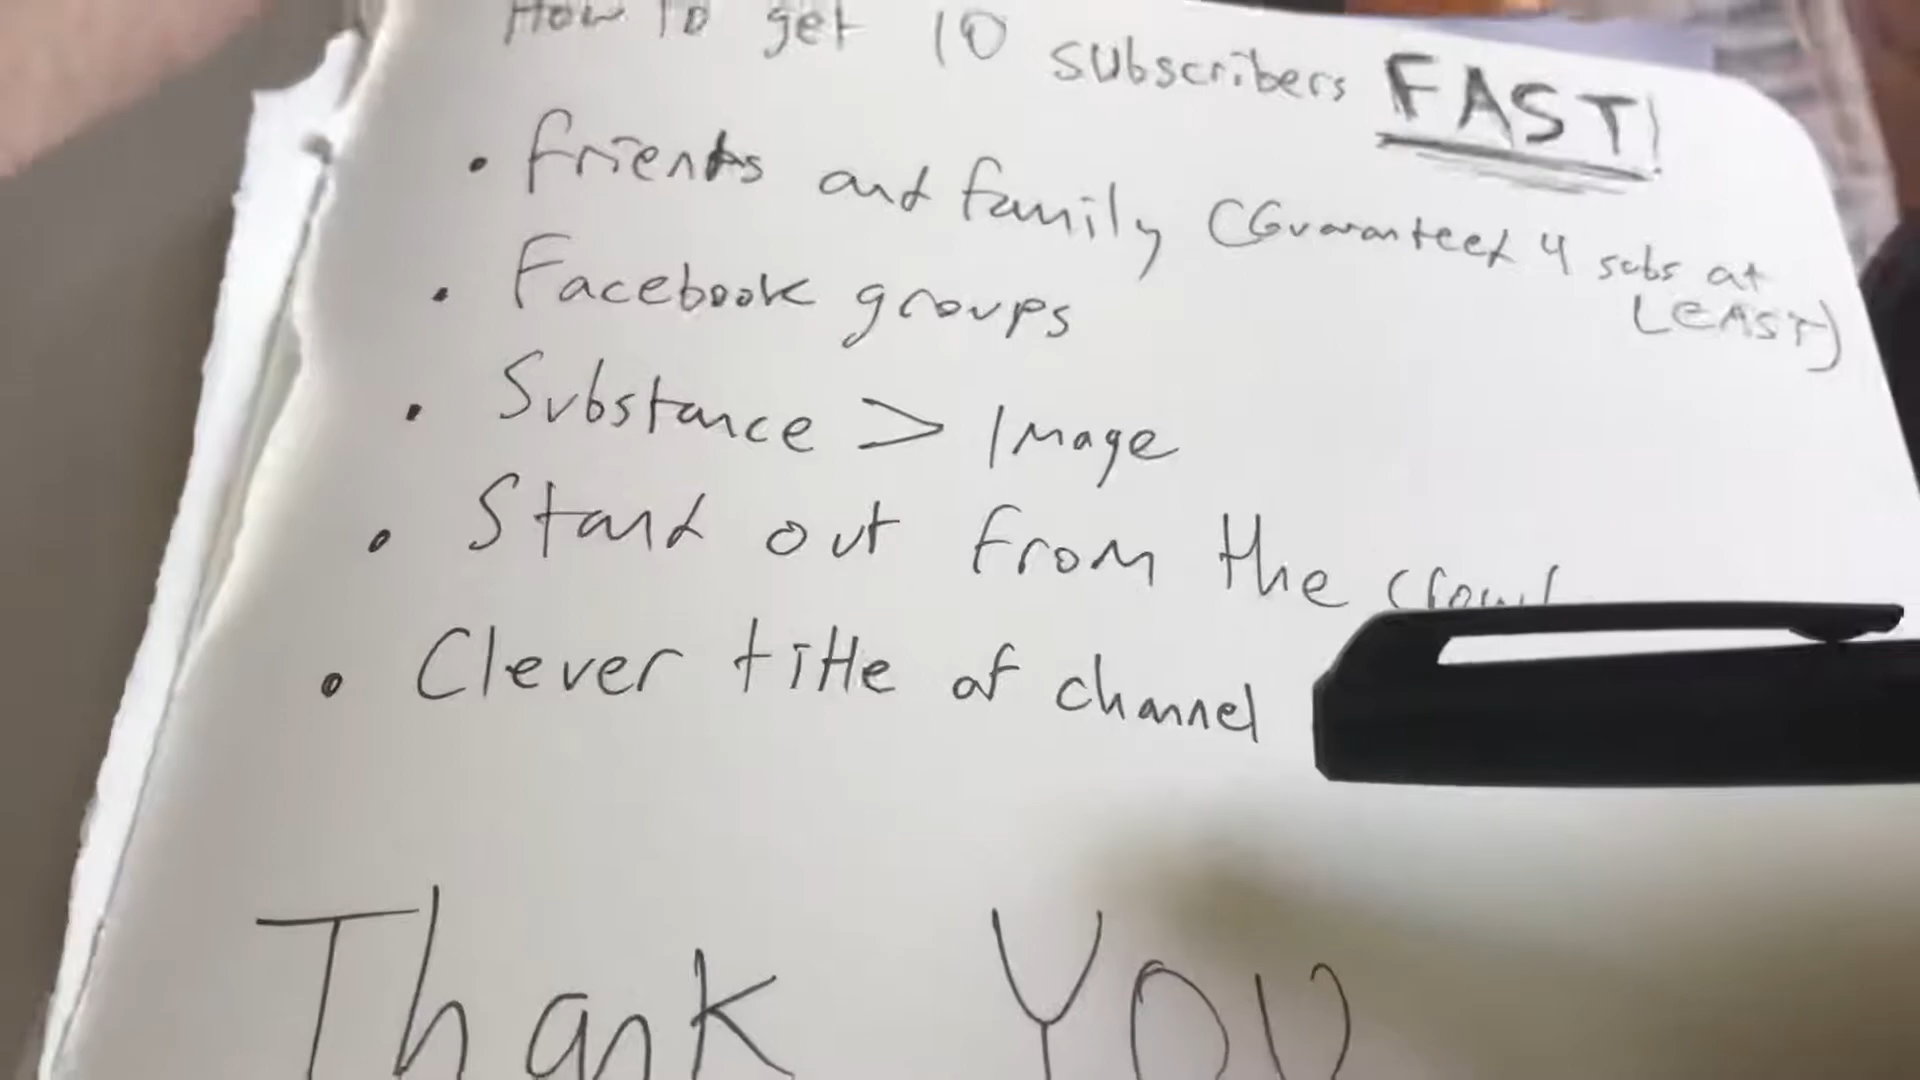 How to get 10 subscribers FAST!
• friends and family (Guaranteed 4 subs at
LEAST)
• Facebook groups
• Substance > Image
• Stand out from the crowd
• Clever title of channel
Thank You